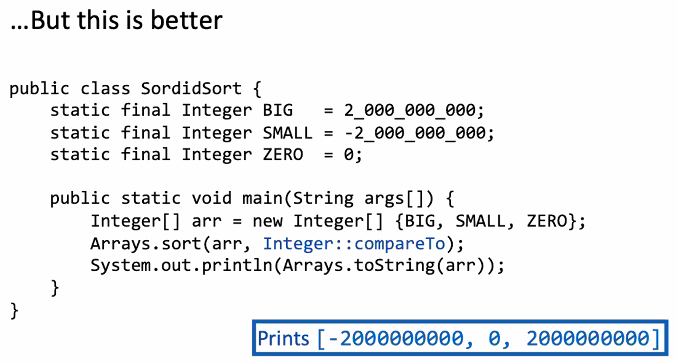 ...But this is better
public class SordidSort {
    static final Integer BIG   = 2_000_000_000;
    static final Integer SMALL = -2_000_000_000;
    static final Integer ZERO  = 0;
    public static void main(String args[]) {
        Integer[] arr = new Integer[] {BIG, SMALL, ZERO};
        Arrays.sort(arr, Integer::compareTo);
        System.out.println(Arrays.toString(arr));
    }
}
Prints [-2000000000, 0, 2000000000]